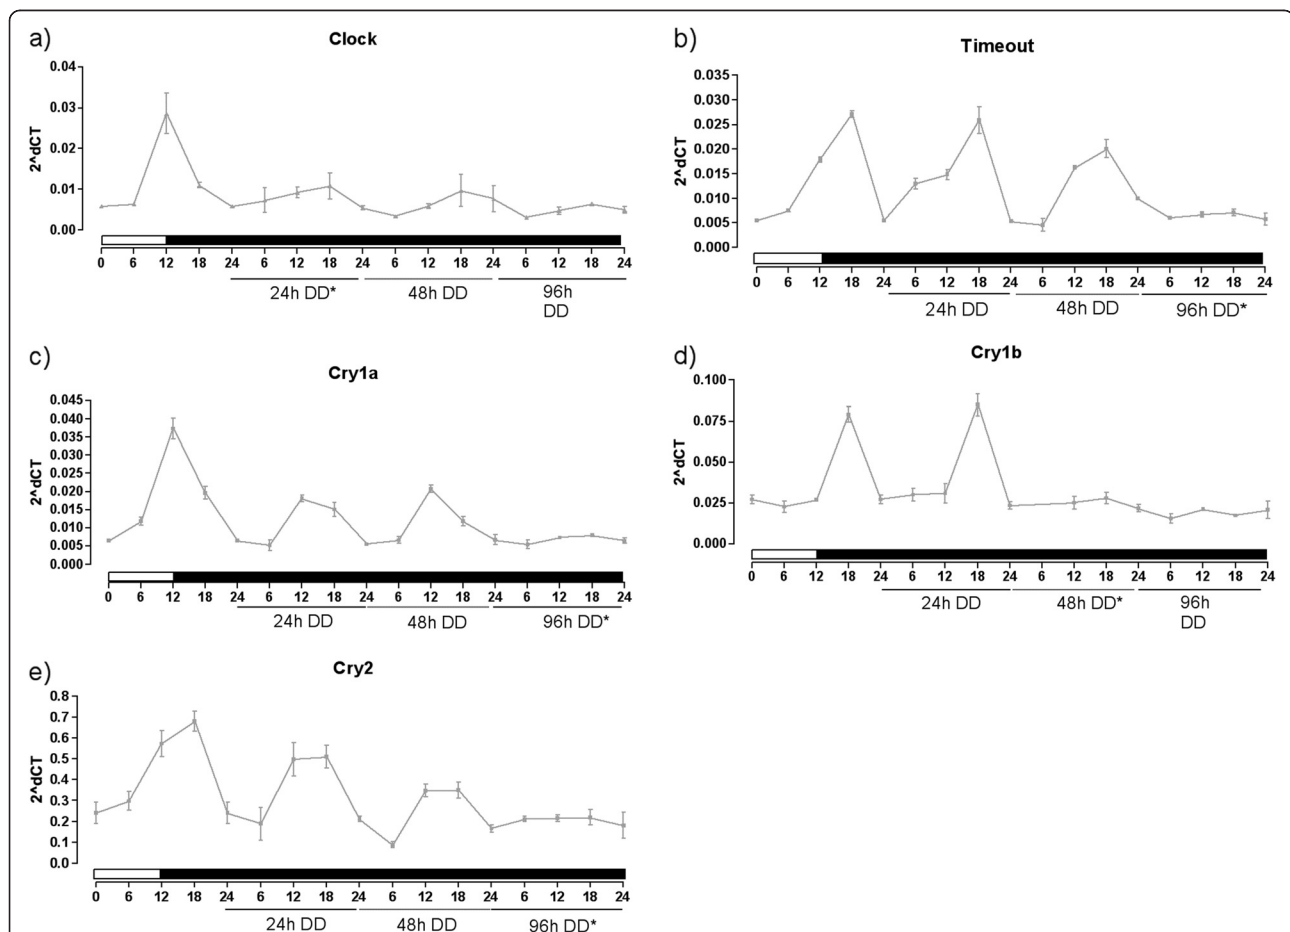 a)
Clock
0.04
0.03
0.02
0.01
0.00
2^dCT
0 6 12 18 24 6 12 18 24 6 12 18 24 6 12 18 24
24h DD* 48h DD 96h
DD
b)
Timeout
0.035
0.030
0.025
0.020
0.015
0.010
0.005
0.000
2^dCT
0 6 12 18 24 6 12 18 24 6 12 18 24 6 12 18 24
24h DD 48h DD 96h DD*
c)
Cry1a
0.045
0.040
0.035
0.030
0.025
0.020
0.015
0.010
0.005
0.000
2^dCT
0 6 12 18 24 6 12 18 24 6 12 18 24 6 12 18 24
24h DD 48h DD 96h DD*
d)
Cry1b
0.100
0.075
0.050
0.025
0.000
2^dCT
0 6 12 18 24 6 12 18 24 6 12 18 24 6 12 18 24
24h DD 48h DD* 96h
DD
e)
Cry2
0.8
0.7
0.6
0.5
0.4
0.3
0.2
0.1
0.0
2^dCT
0 6 12 18 24 6 12 18 24 6 12 18 24 6 12 18 24
24h DD 48h DD 96h DD*